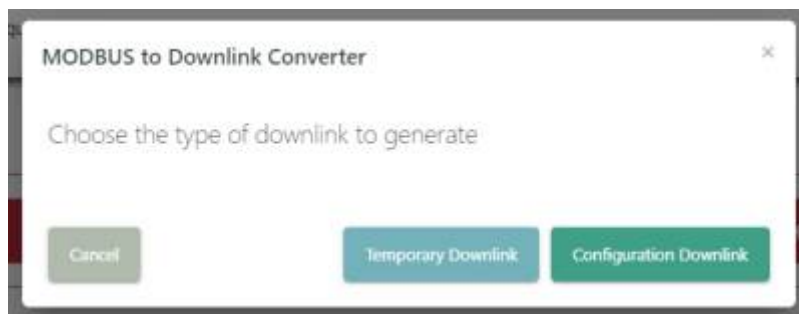 MODBUS to Downlink Converter
×
Choose the type of downlink to generate
Cancel
Temporary Downlink
Configuration Downlink